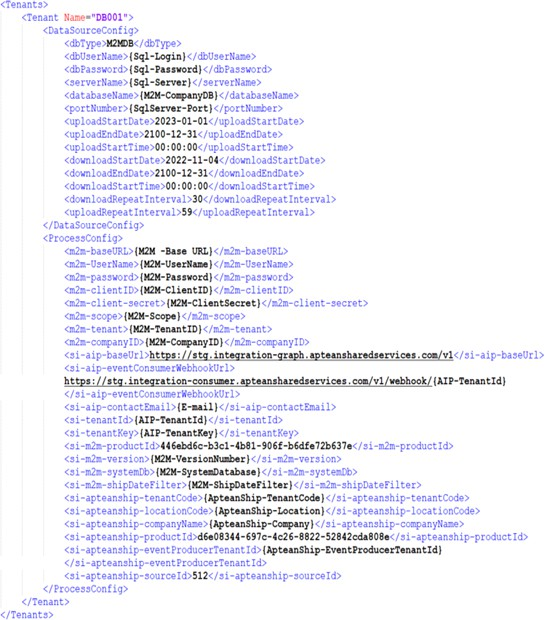 <Tenants>
<Tenant Name="DB001">
<DataSourceConfig>
<dbType>M2MDB</dbType>
<dbUserName>{Sql-Login}</dbUserName>
<dbPassword>{Sql-Password}</dbPassword>
<serverName>{Sql-Server}</serverName>
<databaseName>{M2M-CompanyDB}</databaseName>
<portNumber>{SqlServer-Port}</portNumber>
<uploadStartDate>2023-01-01</uploadStartDate>
<uploadEndDate>2100-12-31</uploadEndDate>
<uploadStartTime>00:00:00</uploadStartTime>
<downloadStartDate>2022-11-04</downloadStartDate>
<downloadEndDate>2100-12-31</downloadEndDate>
<downloadStartTime>00:00:00</downloadStartTime>
<downloadRepeatInterval>30</downloadRepeatInterval>
<uploadRepeatInterval>59</uploadRepeatInterval>
</DataSourceConfig>
<ProcessConfig>
<m2m-baseURL>{M2M -Base URL}</m2m-baseURL>
<m2m-UserName>{M2M-UserName}</m2m-UserName>
<m2m-password>{M2M-Password}</m2m-password>
<m2m-clientID>{M2M-ClientID}</m2m-clientID>
<m2m-client-secret>{M2M-ClientSecret}</m2m-client-secret>
<m2m-scope>{M2M-Scope}</m2m-scope>
<m2m-tenant>{M2M-TenantID}</m2m-tenant>
<m2m-companyID>{M2M-CompanyID}</m2m-companyID>
<si-aip-baseUrl>https://stg.integration-graph.apteansharedservices.com/v1</si-aip-baseUrl>
<si-aip-eventConsumerWebhookUrl>
https://stg.integration-consumer.apteansharedservices.com/v1/webhook/{AIP-TenantId}
</si-aip-eventConsumerWebhookUrl>
<si-aip-contactEmail>{E-mail}</si-aip-contactEmail>
<si-tenantId>{AIP-TenantId}</si-tenantId>
<si-tenantKey>{AIP-TenantKey}</si-tenantKey>
<si-m2m-productId>446ebd6c-b3c1-4b81-906f-b6dfe72b637e</si-m2m-productId>
<si-m2m-version>{M2M-VersionNumber}</si-m2m-version>
<si-m2m-systemDb>{M2M-SystemDatabase}</si-m2m-systemDb>
<si-m2m-shipDateFilter>{M2M-ShipDateFilter}</si-m2m-shipDateFilter>
<si-apteanship-tenantCode>{ApteanShip-TenantCode}</si-apteanship-tenantCode>
<si-apteanship-locationCode>{ApteanShip-Location}</si-apteanship-locationCode>
<si-apteanship-companyName>{ApteanShip-Company}</si-apteanship-companyName>
<si-apteanship-productId>d6e08344-697c-4c26-8822-52842cda808e</si-apteanship-productId>
<si-apteanship-eventProducerTenantId>{ApteanShip-EventProducerTenantId}
</si-apteanship-eventProducerTenantId>
<si-apteanship-sourceId>512</si-apteanship-sourceId>
</ProcessConfig>
</Tenant>
</Tenants>